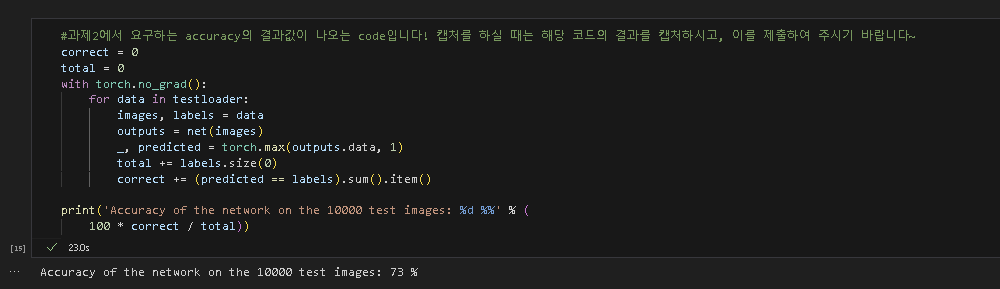 #과제2에서 요구하는 accuracy의 결과값이 나오는 code입니다! 캡처를 하실 때는 해당 코드의 결과를 캡처하시고, 이를 제출하여 주시기 바랍니다~
correct = 0
total = 0
with torch.no_grad():
    for data in testloader:
        images, labels = data
        outputs = net(images)
        _, predicted = torch.max(outputs.data, 1)
        total += labels.size(0)
        correct += (predicted == labels).sum().item()

print('Accuracy of the network on the 10000 test images: %d %%' % (
    100 * correct / total))
[15]
✓ 23.0s
... Accuracy of the network on the 10000 test images: 73 %